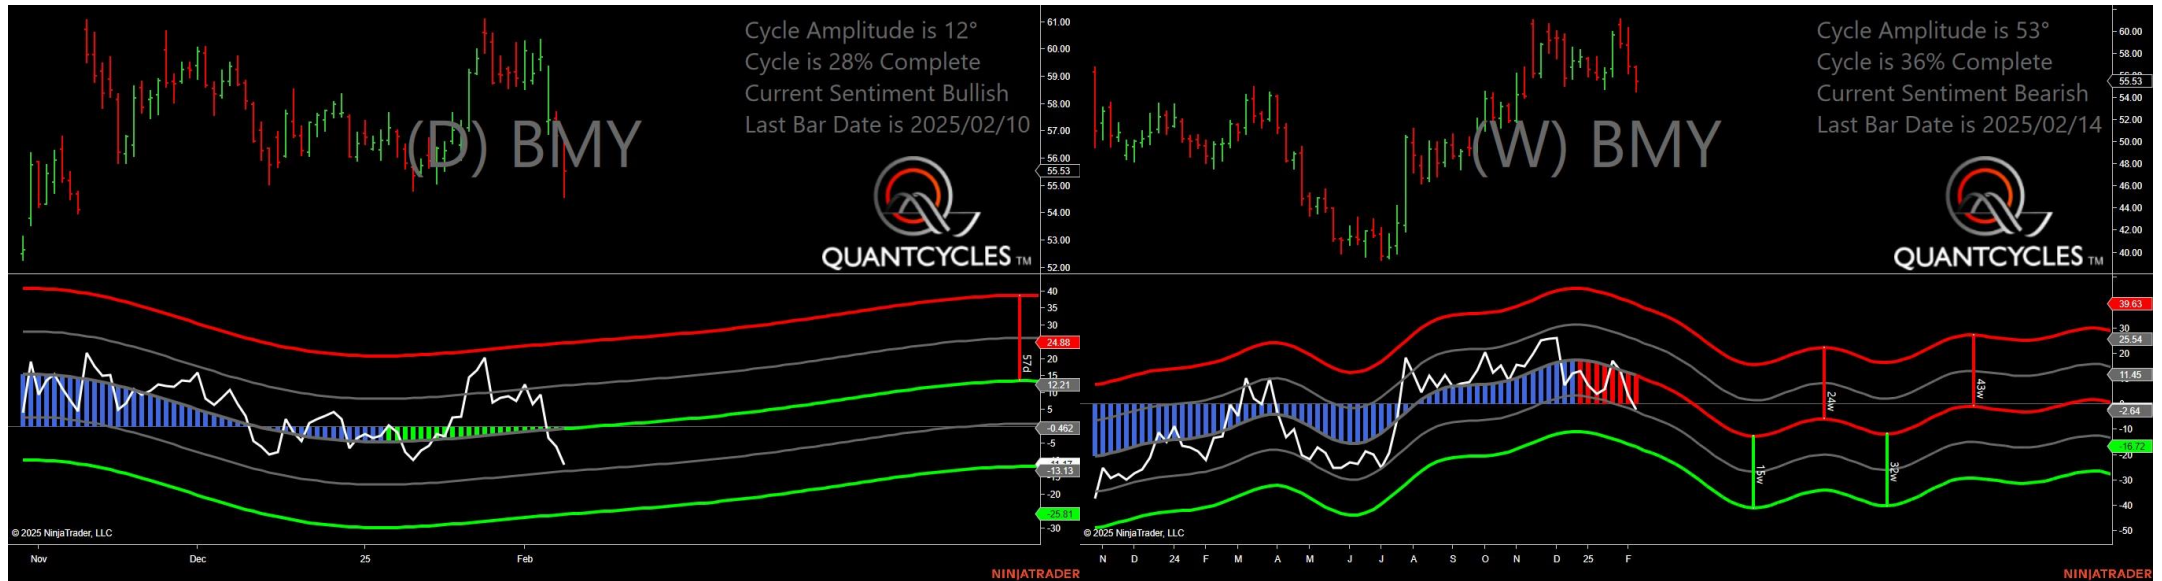 Cycle Amplitude is 12°
Cycle is 28% Complete
Current Sentiment Bullish
Last Bar Date is 2025/02/10
(D) BMY
QUANTCYCLES TM
61.00
60.00
59.00
58.00
57.00
56.00
55.53
55.00
54.00
53.00
52.00
40
35
30
24.88
20
15
12.21
10
5
-0.462
-5
-13.13
-15
-20
-25.81
-30
57d
© 2025 NinjaTrader, LLC
Nov Dec 25 Feb
NINJATRADER
Cycle Amplitude is 53°
Cycle is 36% Complete
Current Sentiment Bearish
Last Bar Date is 2025/02/14
(W) BMY
QUANTCYCLES TM
60.00
58.00
55.53
54.00
52.00
50.00
48.00
46.00
44.00
42.00
40.00
39.63
30
25.54
20
11.45
-2.64
-10
-16.72
-20
-30
-40
-50
15w
24w
32w
43w
© 2025 NinjaTrader, LLC
N D 24 F M A M J J A S O N D 25 F
NINJATRADER